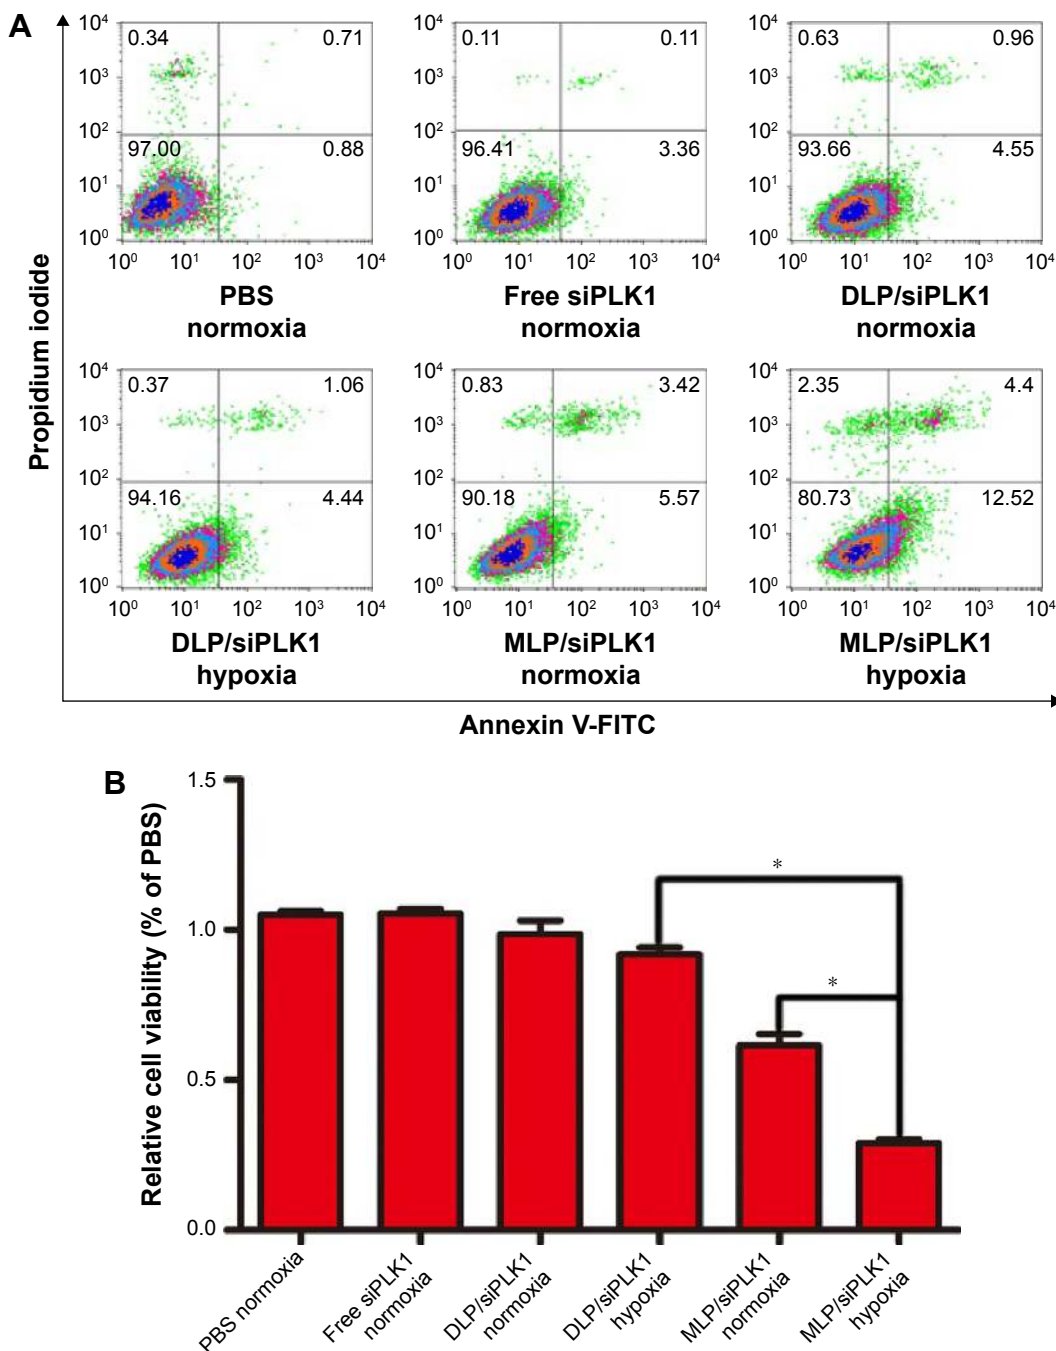 A
Propidium iodide
10⁴
10³
10²
10¹
10⁰
0.34
0.71
97.00
0.88
10⁰ 10¹ 10² 10³ 10⁴
PBS
normoxia
10⁴
10³
10²
10¹
10⁰
0.11
0.11
96.41
3.36
10⁰ 10¹ 10² 10³ 10⁴
Free siPLK1
normoxia
10⁴
10³
10²
10¹
10⁰
0.63
0.96
93.66
4.55
10⁰ 10¹ 10² 10³ 10⁴
DLP/siPLK1
normoxia
10⁴
10³
10²
10¹
10⁰
0.37
1.06
94.16
4.44
10⁰ 10¹ 10² 10³ 10⁴
DLP/siPLK1
hypoxia
10⁴
10³
10²
10¹
10⁰
0.83
3.42
90.18
5.57
10⁰ 10¹ 10² 10³ 10⁴
MLP/siPLK1
normoxia
10⁴
10³
10²
10¹
10⁰
2.35
4.4
80.73
12.52
10⁰ 10¹ 10² 10³ 10⁴
MLP/siPLK1
hypoxia
Annexin V-FITC
B
Relative cell viability (% of PBS)
1.5
1.0
0.5
0.0
*
*
PBS normoxia
Free siPLK1
normoxia
DLP/siPLK1
normoxia
DLP/siPLK1
hypoxia
MLP/siPLK1
normoxia
MLP/siPLK1
hypoxia